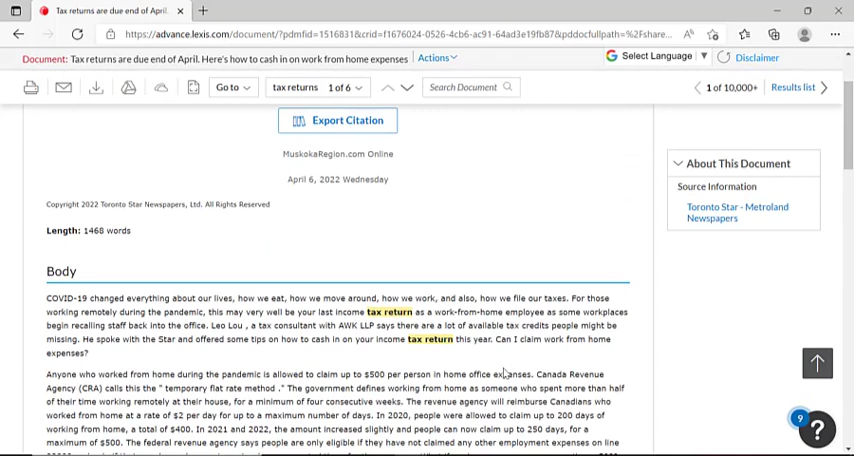 Tax returns are due end of April
https://advance.lexis.com/document/?pdmfid=1516831&crid=f1676024-0526-4cb6-ac91-64ad3e19fb87&pddocfullpath=%2Fshare...
Document: Tax returns are due end of April. Here's how to cash in on work from home expenses
Actions
Select Language
Disclaimer
Go to
tax returns 1 of 6
Search Document
1 of 10,000+
Results list
Export Citation
MuskokaRegion.com Online
April 6, 2022 Wednesday
Copyright 2022 Toronto Star Newspapers, Ltd. All Rights Reserved
Length: 1468 words
Body
COVID-19 changed everything about our lives, how we eat, how we move around, how we work, and also, how we file our taxes. For those
working remotely during the pandemic, this may very well be your last income tax return as a work-from-home employee as some workplaces
begin recalling staff back into the office. Leo Lou , a tax consultant with AWK LLP says there are a lot of available tax credits people might be
missing. He spoke with the Star and offered some tips on how to cash in on your income tax return this year. Can I claim work from home
expenses?
Anyone who worked from home during the pandemic is allowed to claim up to $500 per person in home office expenses. Canada Revenue
Agency (CRA) calls this the " temporary flat rate method ." The government defines working from home as someone who spent more than half
of their time working remotely at their house, for a minimum of four consecutive weeks. The revenue agency will reimburse Canadians who
worked from home at a rate of $2 per day for up to a maximum number of days. In 2020, people were allowed to claim up to 200 days of
working from home, a total of $400. In 2021 and 2022, the amount increased slightly and people can now claim up to 250 days, for a
maximum of $500. The federal revenue agency says people are only eligible if they have not claimed any other employment expenses on line
About This Document
Source Information
Toronto Star - Metroland
Newspapers
9
?